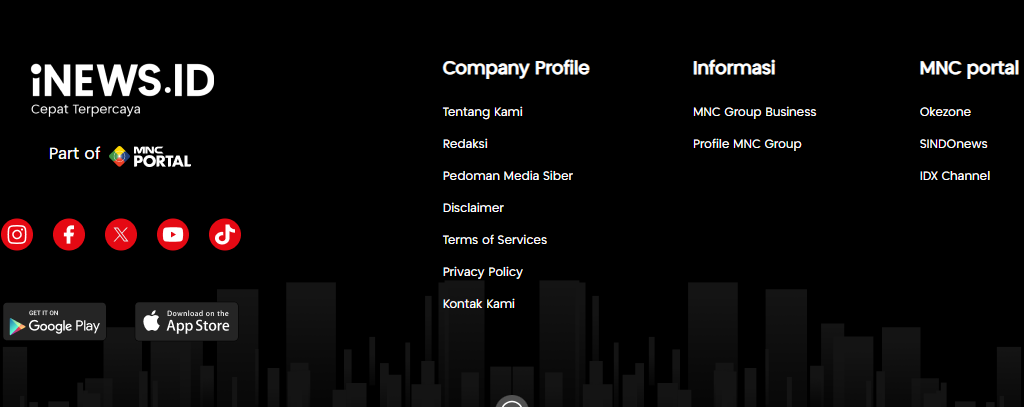 iNEWS.ID
Cepat Terpercaya
Part of MNC PORTAL
GET IT ON
Google Play
Download on the
App Store
Company Profile
Tentang Kami
Redaksi
Pedoman Media Siber
Disclaimer
Terms of Services
Privacy Policy
Kontak Kami
Informasi
MNC Group Business
Profile MNC Group
MNC portal
Okezone
SINDOnews
IDX Channel